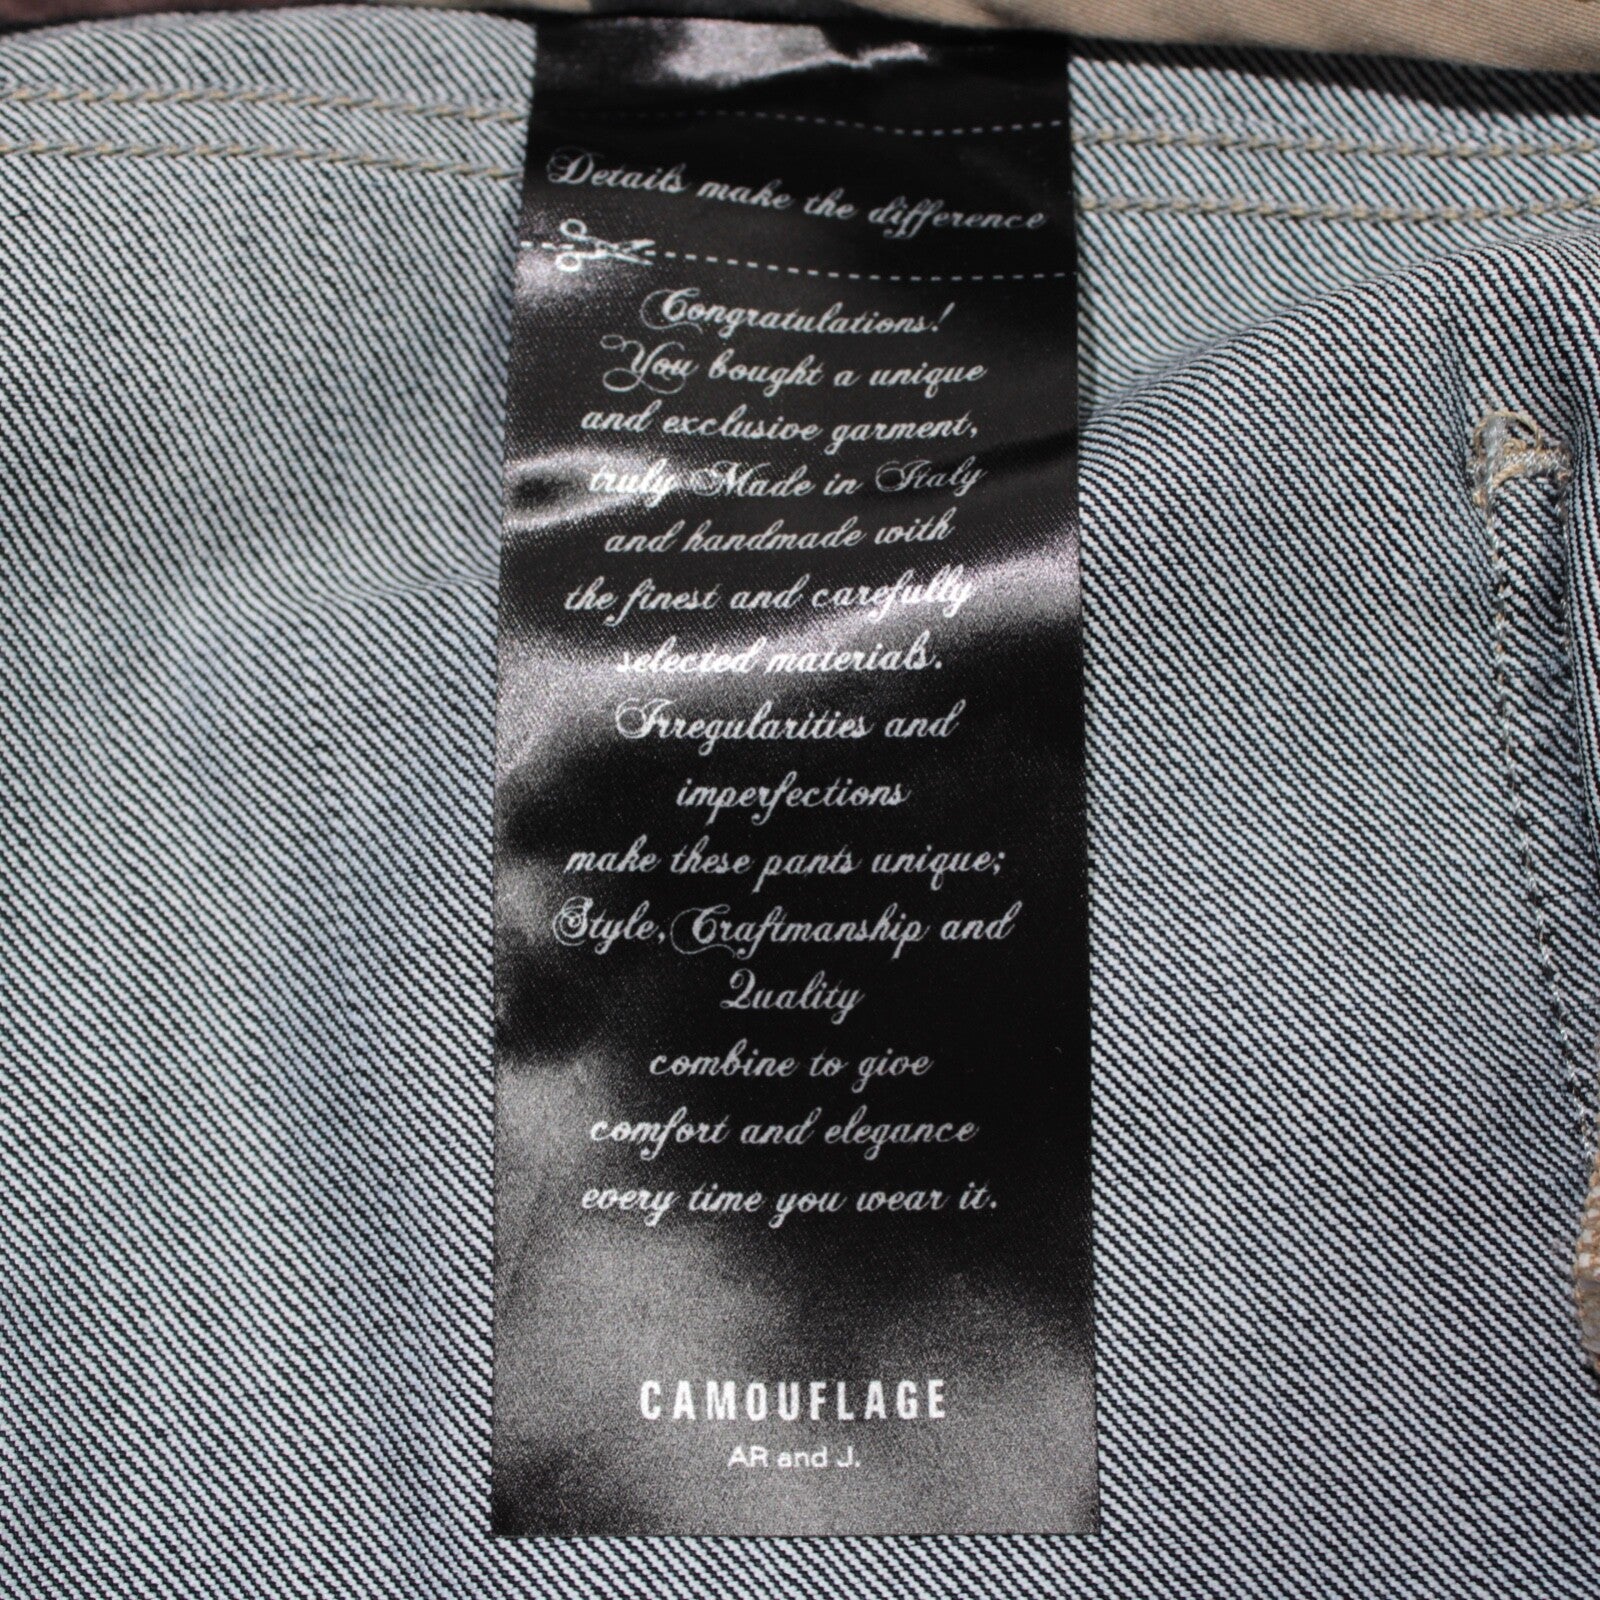 Details make the difference
Congratulations!
You bought a unique
and exclusive garment,
truly Made in Italy
and handmade with
the finest and carefully
selected materials.
Irregularities and
imperfections
make these pants unique;
Style, Craftmanship and
Quality
combine to give
comfort and elegance
every time you wear it.
CAMOUFLAGE
AR and J.